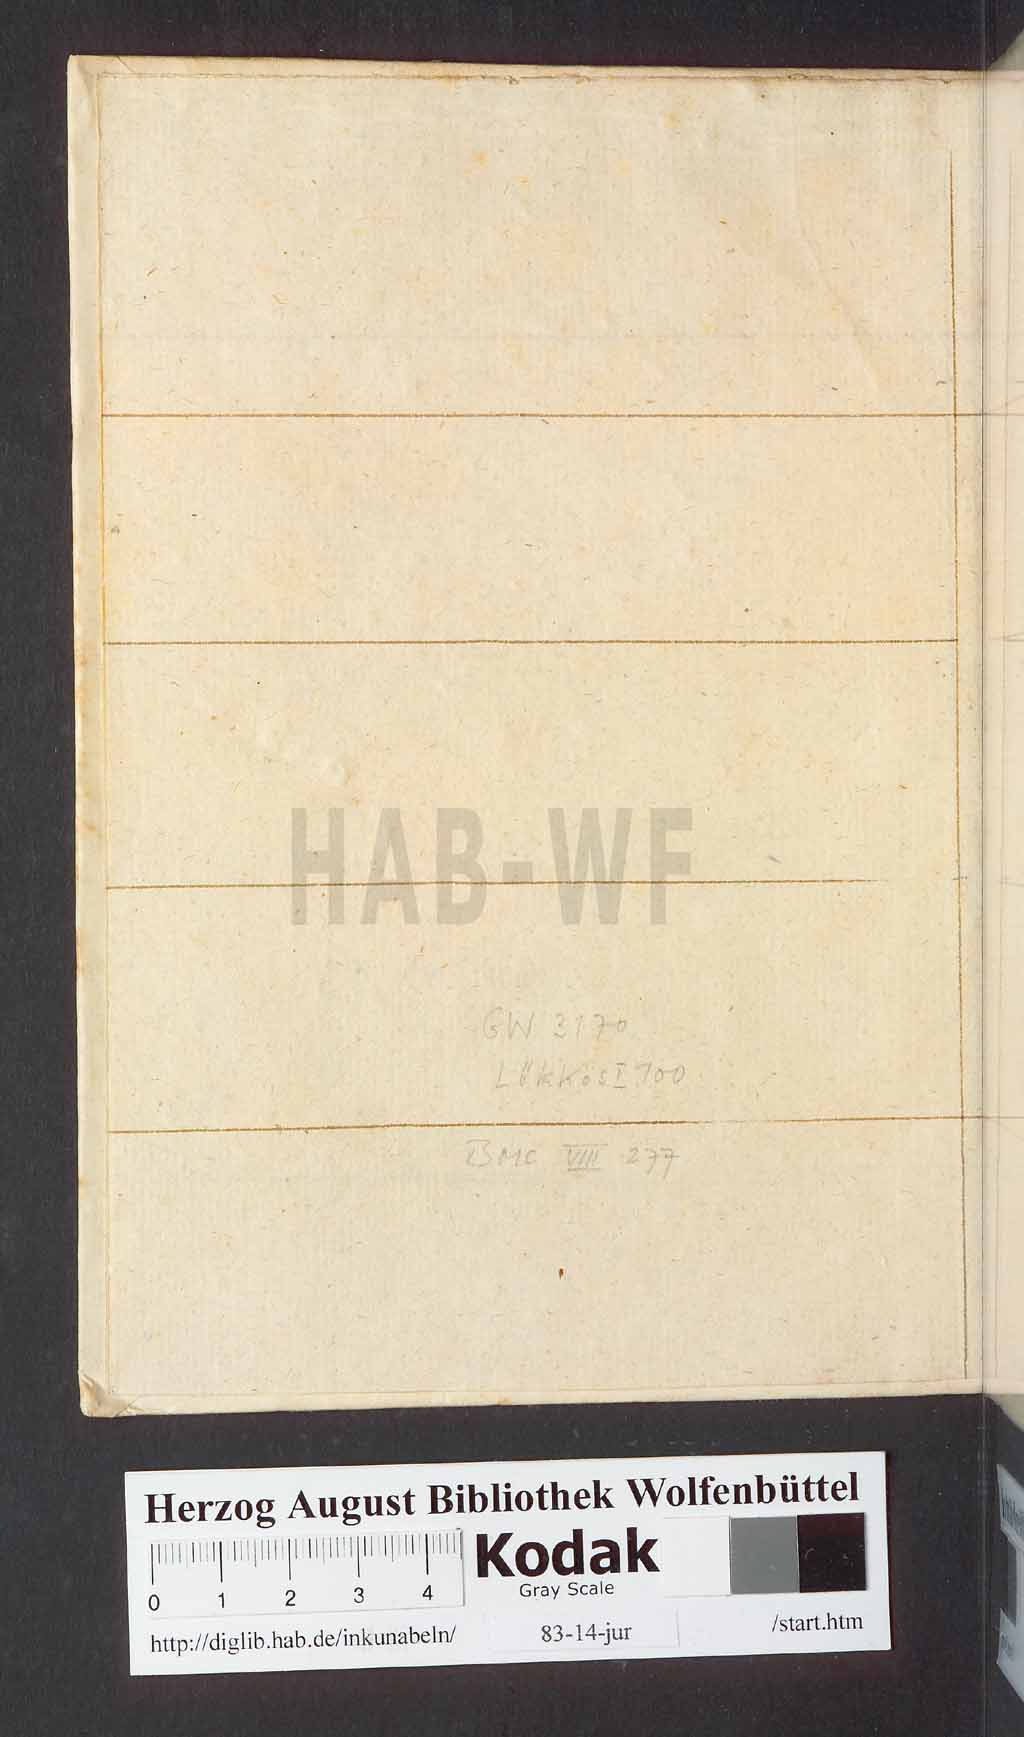 HAB-WF
GW 3170
Lökkös I 100
BMC VIII 277
Herzog August Bibliothek Wolfenbüttel
Kodak
Gray Scale
0 1 2 3 4
http://diglib.hab.de/inkunabeln/ 83-14-jur /start.htm